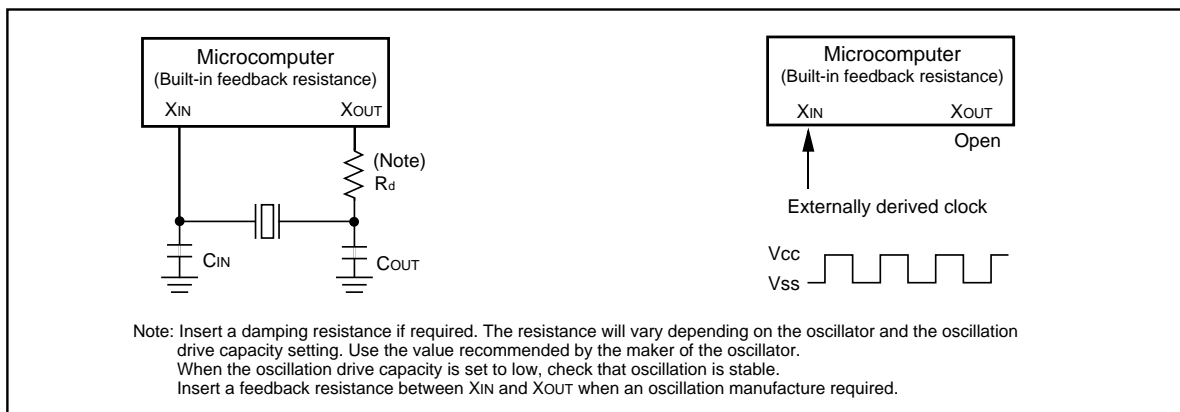 Microcomputer
(Built-in feedback resistance)
XIN XOUT
(Note)
Rd
CIN
COUT
Microcomputer
(Built-in feedback resistance)
XIN XOUT
Open
Externally derived clock
Vcc
Vss
Note: Insert a damping resistance if required. The resistance will vary depending on the oscillator and the oscillation
drive capacity setting. Use the value recommended by the maker of the oscillator.
When the oscillation drive capacity is set to low, check that oscillation is stable.
Insert a feedback resistance between XIN and XOUT when an oscillation manufacture required.